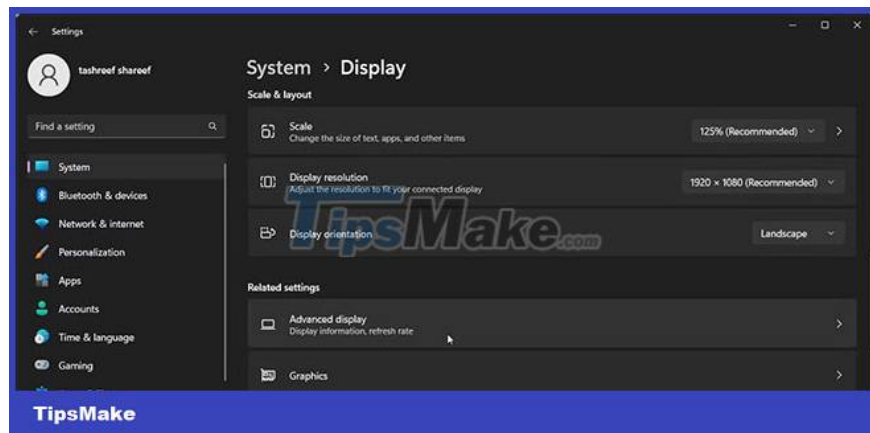 Settings
tashreef shareef
System > Display
Scale & layout
Find a setting
Scale
Change the size of text, apps, and other items
125% (Recommended)
System
Display resolution
Adjust the resolution to fit your connected display
1920 × 1080 (Recommended)
Bluetooth & devices
Network & internet
TipsMake.com
Display orientation
Landscape
Personalization
Apps
Related settings
Accounts
Advanced display
Display information, refresh rate
Time & language
Gaming
Graphics
TipsMake